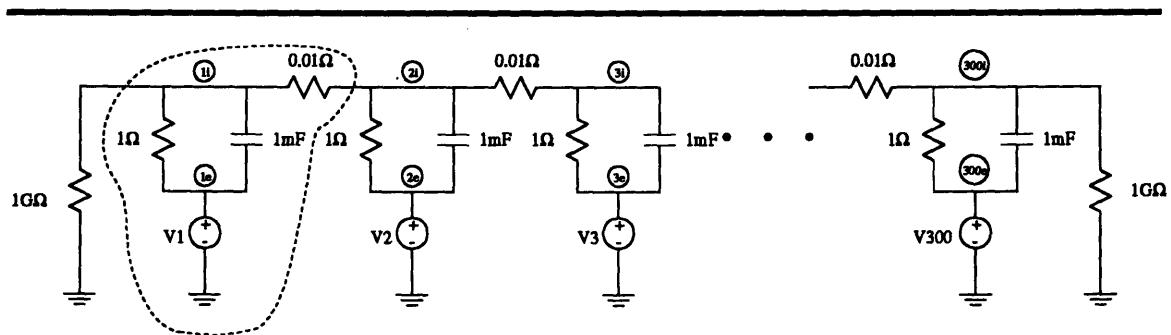 0.01Ω 0.01Ω 0.01Ω
1i 2i 3i 300i
1Ω 1mF 1Ω 1mF 1Ω 1mF 1Ω 1mF
1e 2e 3e 300e
1GΩ 1GΩ
V1 V2 V3 V300
+ + + +
- - - -